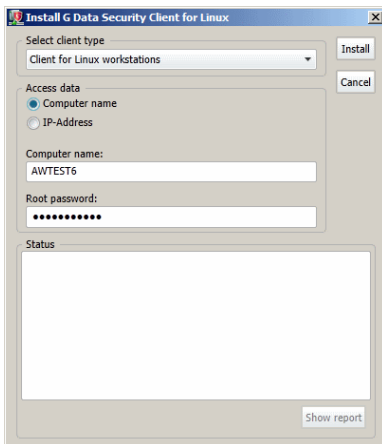 Install G Data Security Client for Linux
Select client type
Client for Linux workstations
Install
Cancel
Access data
Computer name
IP-Address
Computer name:
AWTEST6
Root password:
●●●●●●●●●●●
Status
Show report